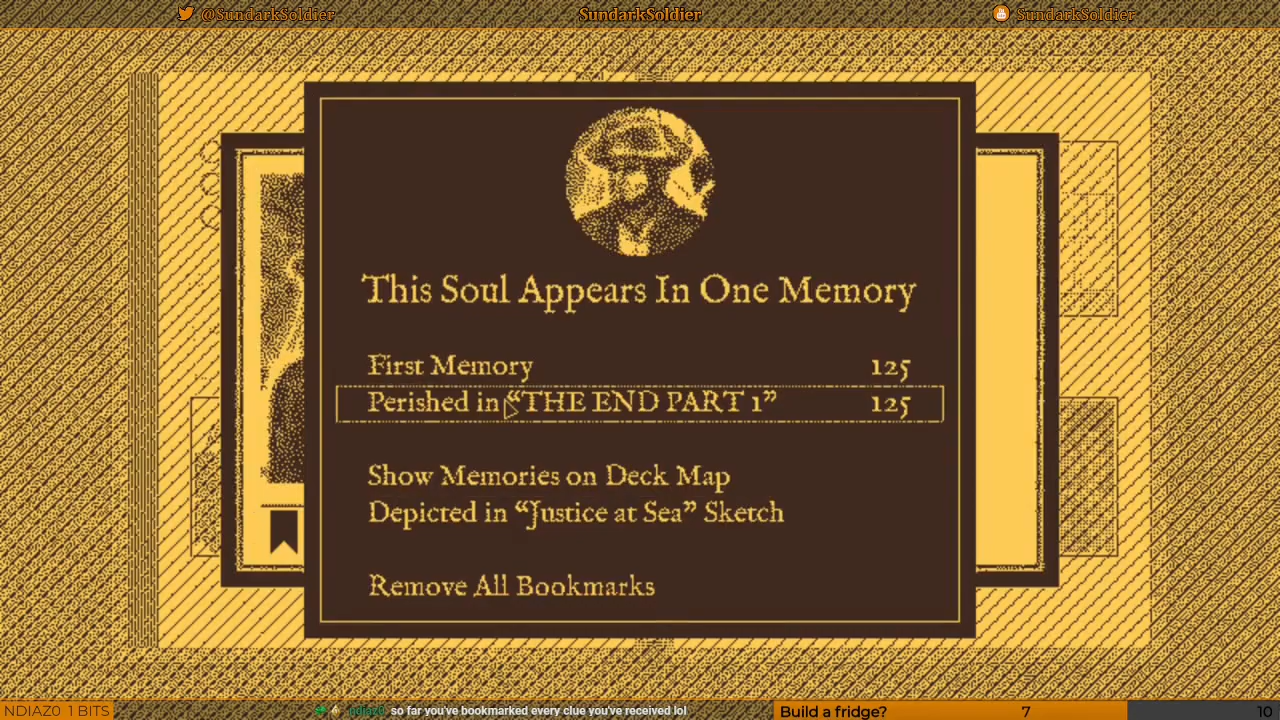 @SundarkSoldier
SundarkSoldier
SundarkSoldier
This Soul Appears In One Memory
First Memory 125
Perished in “THE END PART 1” 125
Show Memories on Deck Map
Depicted in “Justice at Sea” Sketch
Remove All Bookmarks
NDIAZ0 1 BITS
ndiaz0 so far you've bookmarked every clue you've received lol
Build a fridge? 7 10